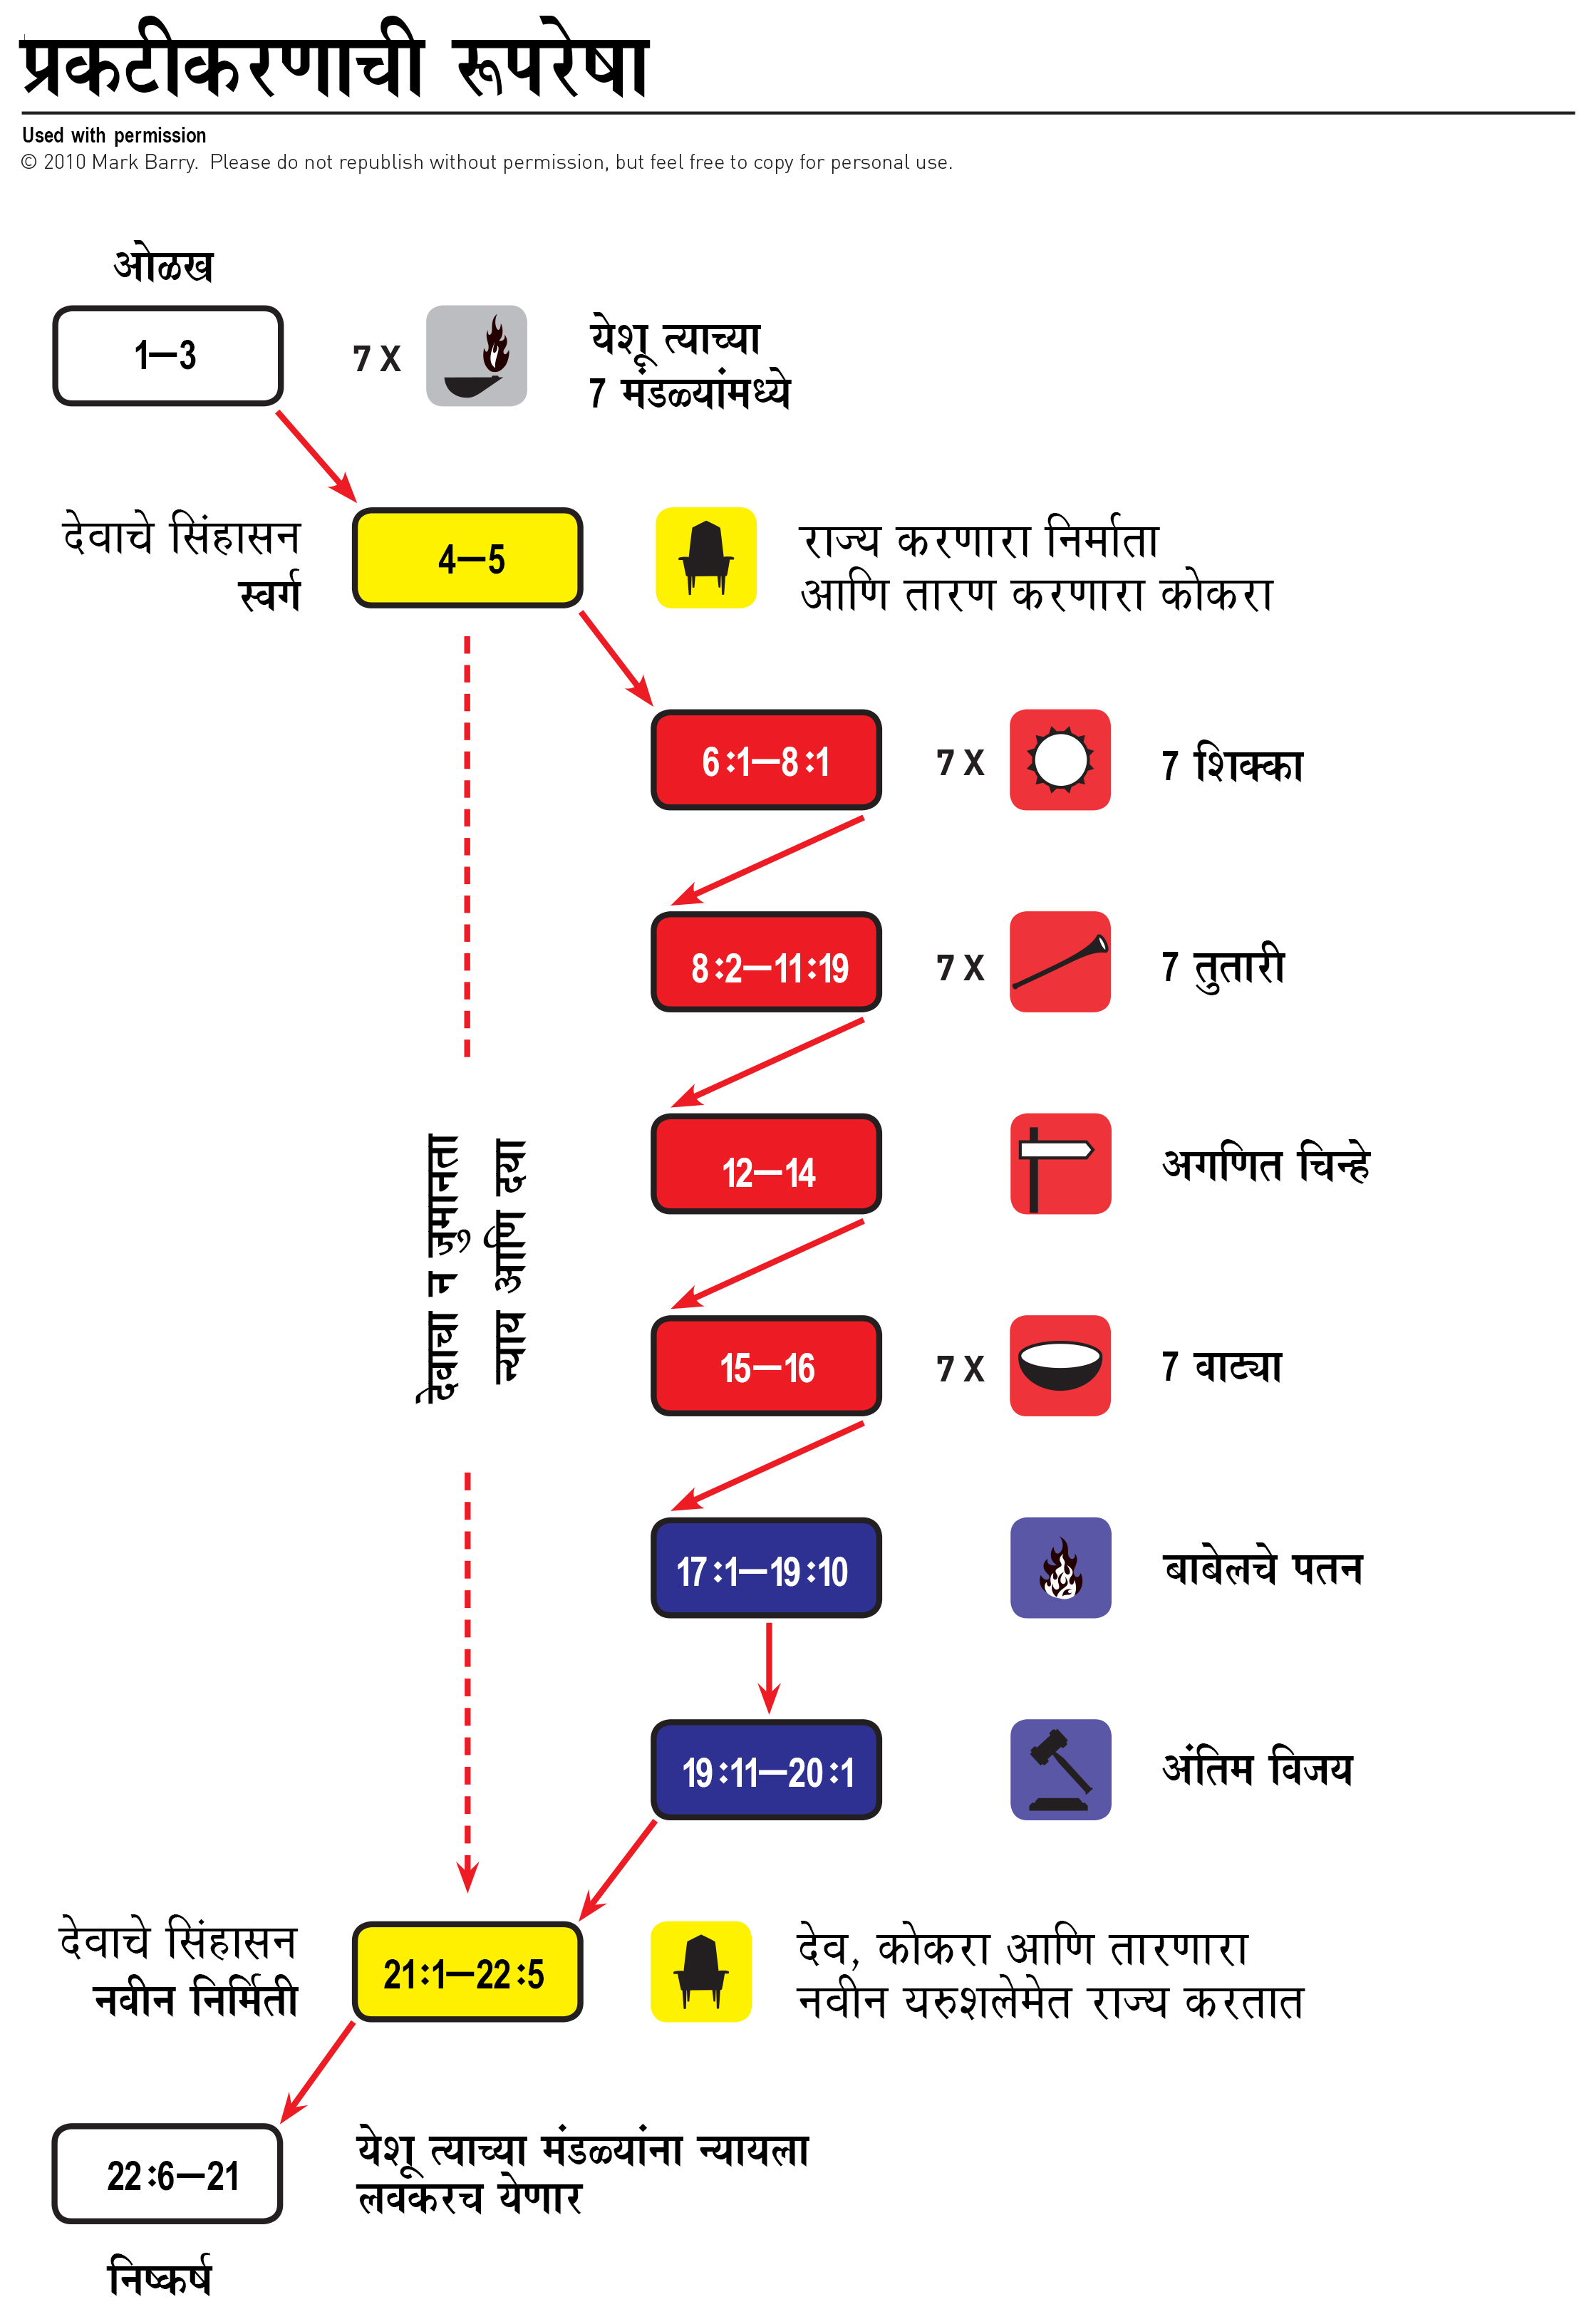 प्रकटीकरणाची रूपरेषा
Used with permission
© 2010 Mark Barry. Please do not republish without permission, but feel free to copy for personal use.
ओळख
1—3
7 X
येशू त्याच्या
7 मंडळ्यांमध्ये
देवाचे सिंहासन
स्वर्ग
4—5
राज्य करणारा निर्माता
आणि तारण करणारा कोकरा
6:1—8:1
7 X
7 शिक्का
8:2—11:19
7 X
7 तुतारी
देवाचा न जुमानता
न्याय आणि दया
12—14
अगणित चिन्हे
15—16
7 X
7 वाट्या
17:1—19:10
बाबेलचे पतन
19:11—20:1
अंतिम विजय
देवाचे सिंहासन
नवीन निर्मिती
21:1—22:5
देव, कोकरा आणि तारणारा
नवीन यरुशलेमेत राज्य करतात
22:6—21
येशू त्याच्या मंडळ्यांना न्यायला
लवकरच येणार
निष्कर्ष